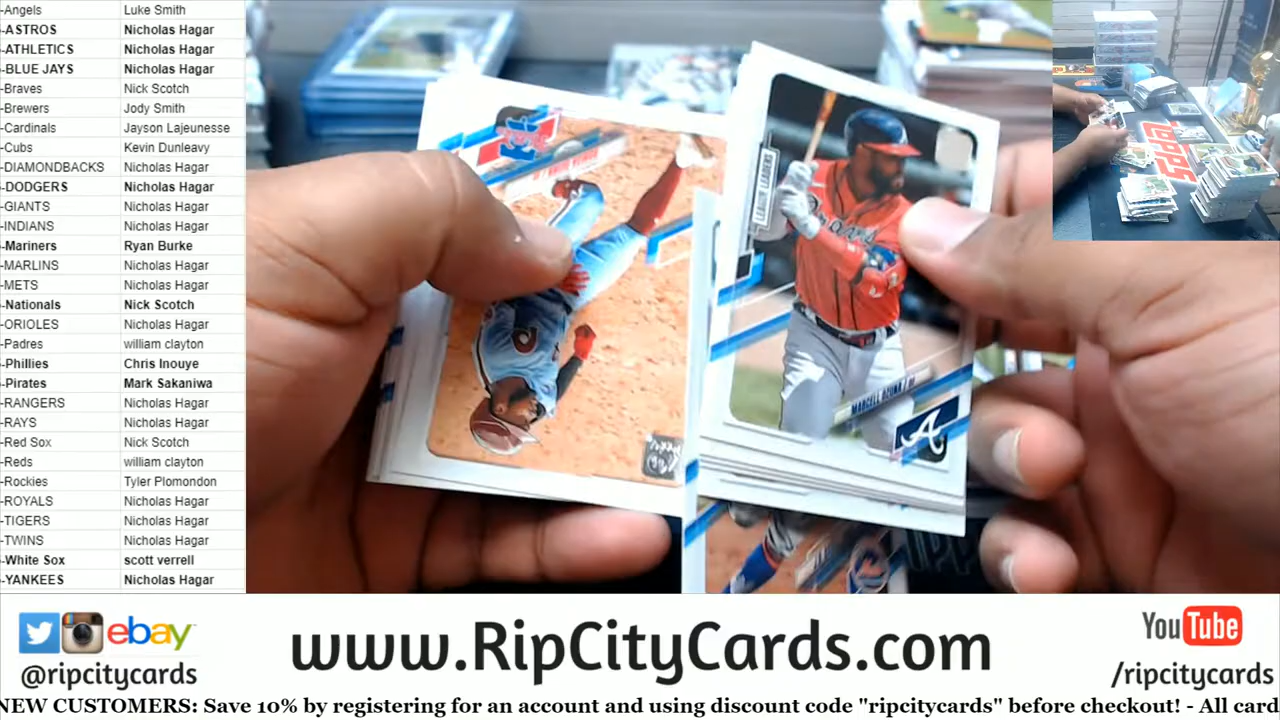 -Angels Luke Smith
-ASTROS Nicholas Hagar
-ATHLETICS Nicholas Hagar
-BLUE JAYS Nicholas Hagar
-Braves Nick Scotch
-Brewers Jody Smith
-Cardinals Jayson Lajeunesse
-Cubs Kevin Dunleavy
-DIAMONDBACKS Nicholas Hagar
-DODGERS Nicholas Hagar
-GIANTS Nicholas Hagar
-INDIANS Nicholas Hagar
-Mariners Ryan Burke
-MARLINS Nicholas Hagar
-METS Nicholas Hagar
-Nationals Nick Scotch
-ORIOLES Nicholas Hagar
-Padres william clayton
-Phillies Chris Inouye
-Pirates Mark Sakaniwa
-RANGERS Nicholas Hagar
-RAYS Nicholas Hagar
-Red Sox Nick Scotch
-Reds william clayton
-Rockies Tyler Plomondon
-ROYALS Nicholas Hagar
-TIGERS Nicholas Hagar
-TWINS Nicholas Hagar
-White Sox scott verrell
-YANKEES Nicholas Hagar
LEAGUE LEADERS
MARCELL OZUNA / OF
A
TOPPS
ebay
@ripcitycards
www.RipCityCards.com
YouTube
/ripcitycards
NEW CUSTOMERS: Save 10% by registering for an account and using discount code "ripcitycards" before checkout! - All card